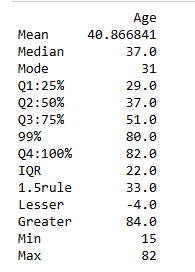 Age
Mean 40.866841
Median 37.0
Mode 31
Q1:25% 29.0
Q2:50% 37.0
Q3:75% 51.0
99% 80.0
Q4:100% 82.0
IQR 22.0
1.5rule 33.0
Lesser -4.0
Greater 84.0
Min 15
Max 82